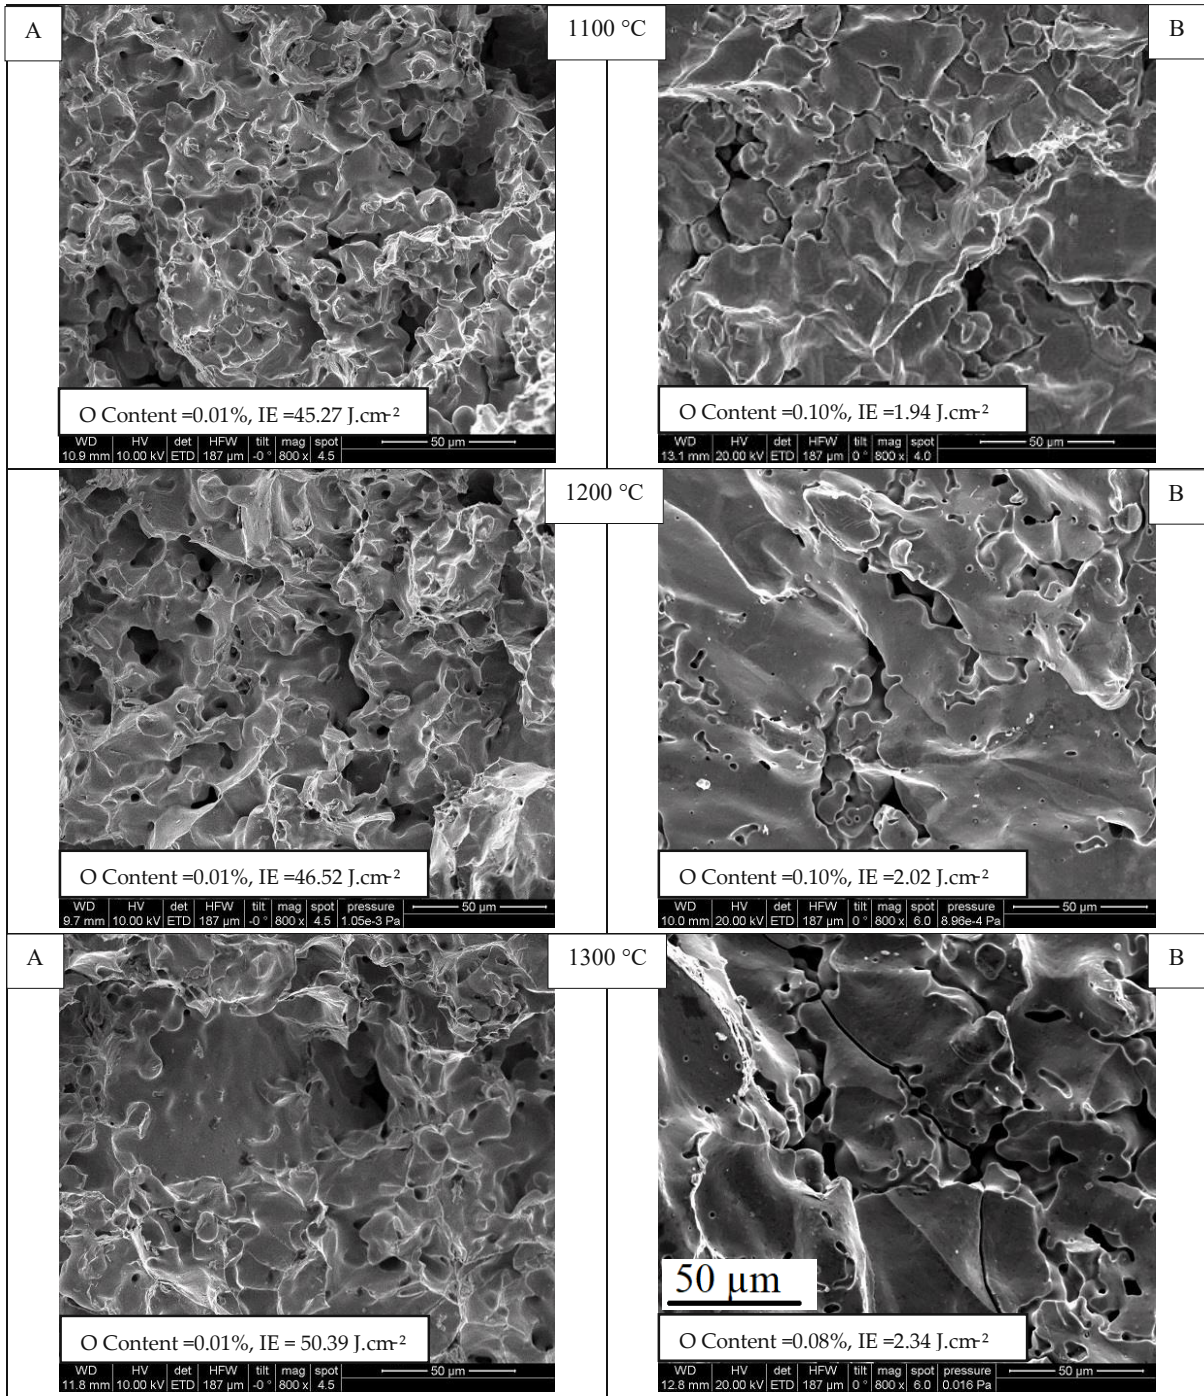 A
1100 °C
B
O Content =0.01%, IE =45.27 J.cm-²
O Content =0.10%, IE =1.94 J.cm-²
WD HV det HFW tilt mag spot
10.9 mm 10.00 kV ETD 187 µm -0 ° 800 x 4.5
50 µm
WD HV det HFW tilt mag spot
13.1 mm 20.00 kV ETD 187 µm 0 ° 800 x 4.0
50 µm
1200 °C
B
O Content =0.01%, IE =46.52 J.cm-²
O Content =0.10%, IE =2.02 J.cm-²
WD HV det HFW tilt mag spot pressure
9.7 mm 10.00 kV ETD 187 µm -0 ° 800 x 4.5 1.05e-3 Pa
50 µm
WD HV det HFW tilt mag spot pressure
10.0 mm 20.00 kV ETD 187 µm 0 ° 800 x 6.0 8.96e-4 Pa
50 µm
A
1300 °C
B
50 µm
O Content =0.01%, IE = 50.39 J.cm-²
O Content =0.08%, IE =2.34 J.cm-²
WD HV det HFW tilt mag spot
11.8 mm 10.00 kV ETD 187 µm -0 ° 800 x 4.5
50 µm
WD HV det HFW tilt mag spot pressure
12.8 mm 20.00 kV ETD 187 µm 0 ° 800 x 6.0 0.016 Pa
50 µm